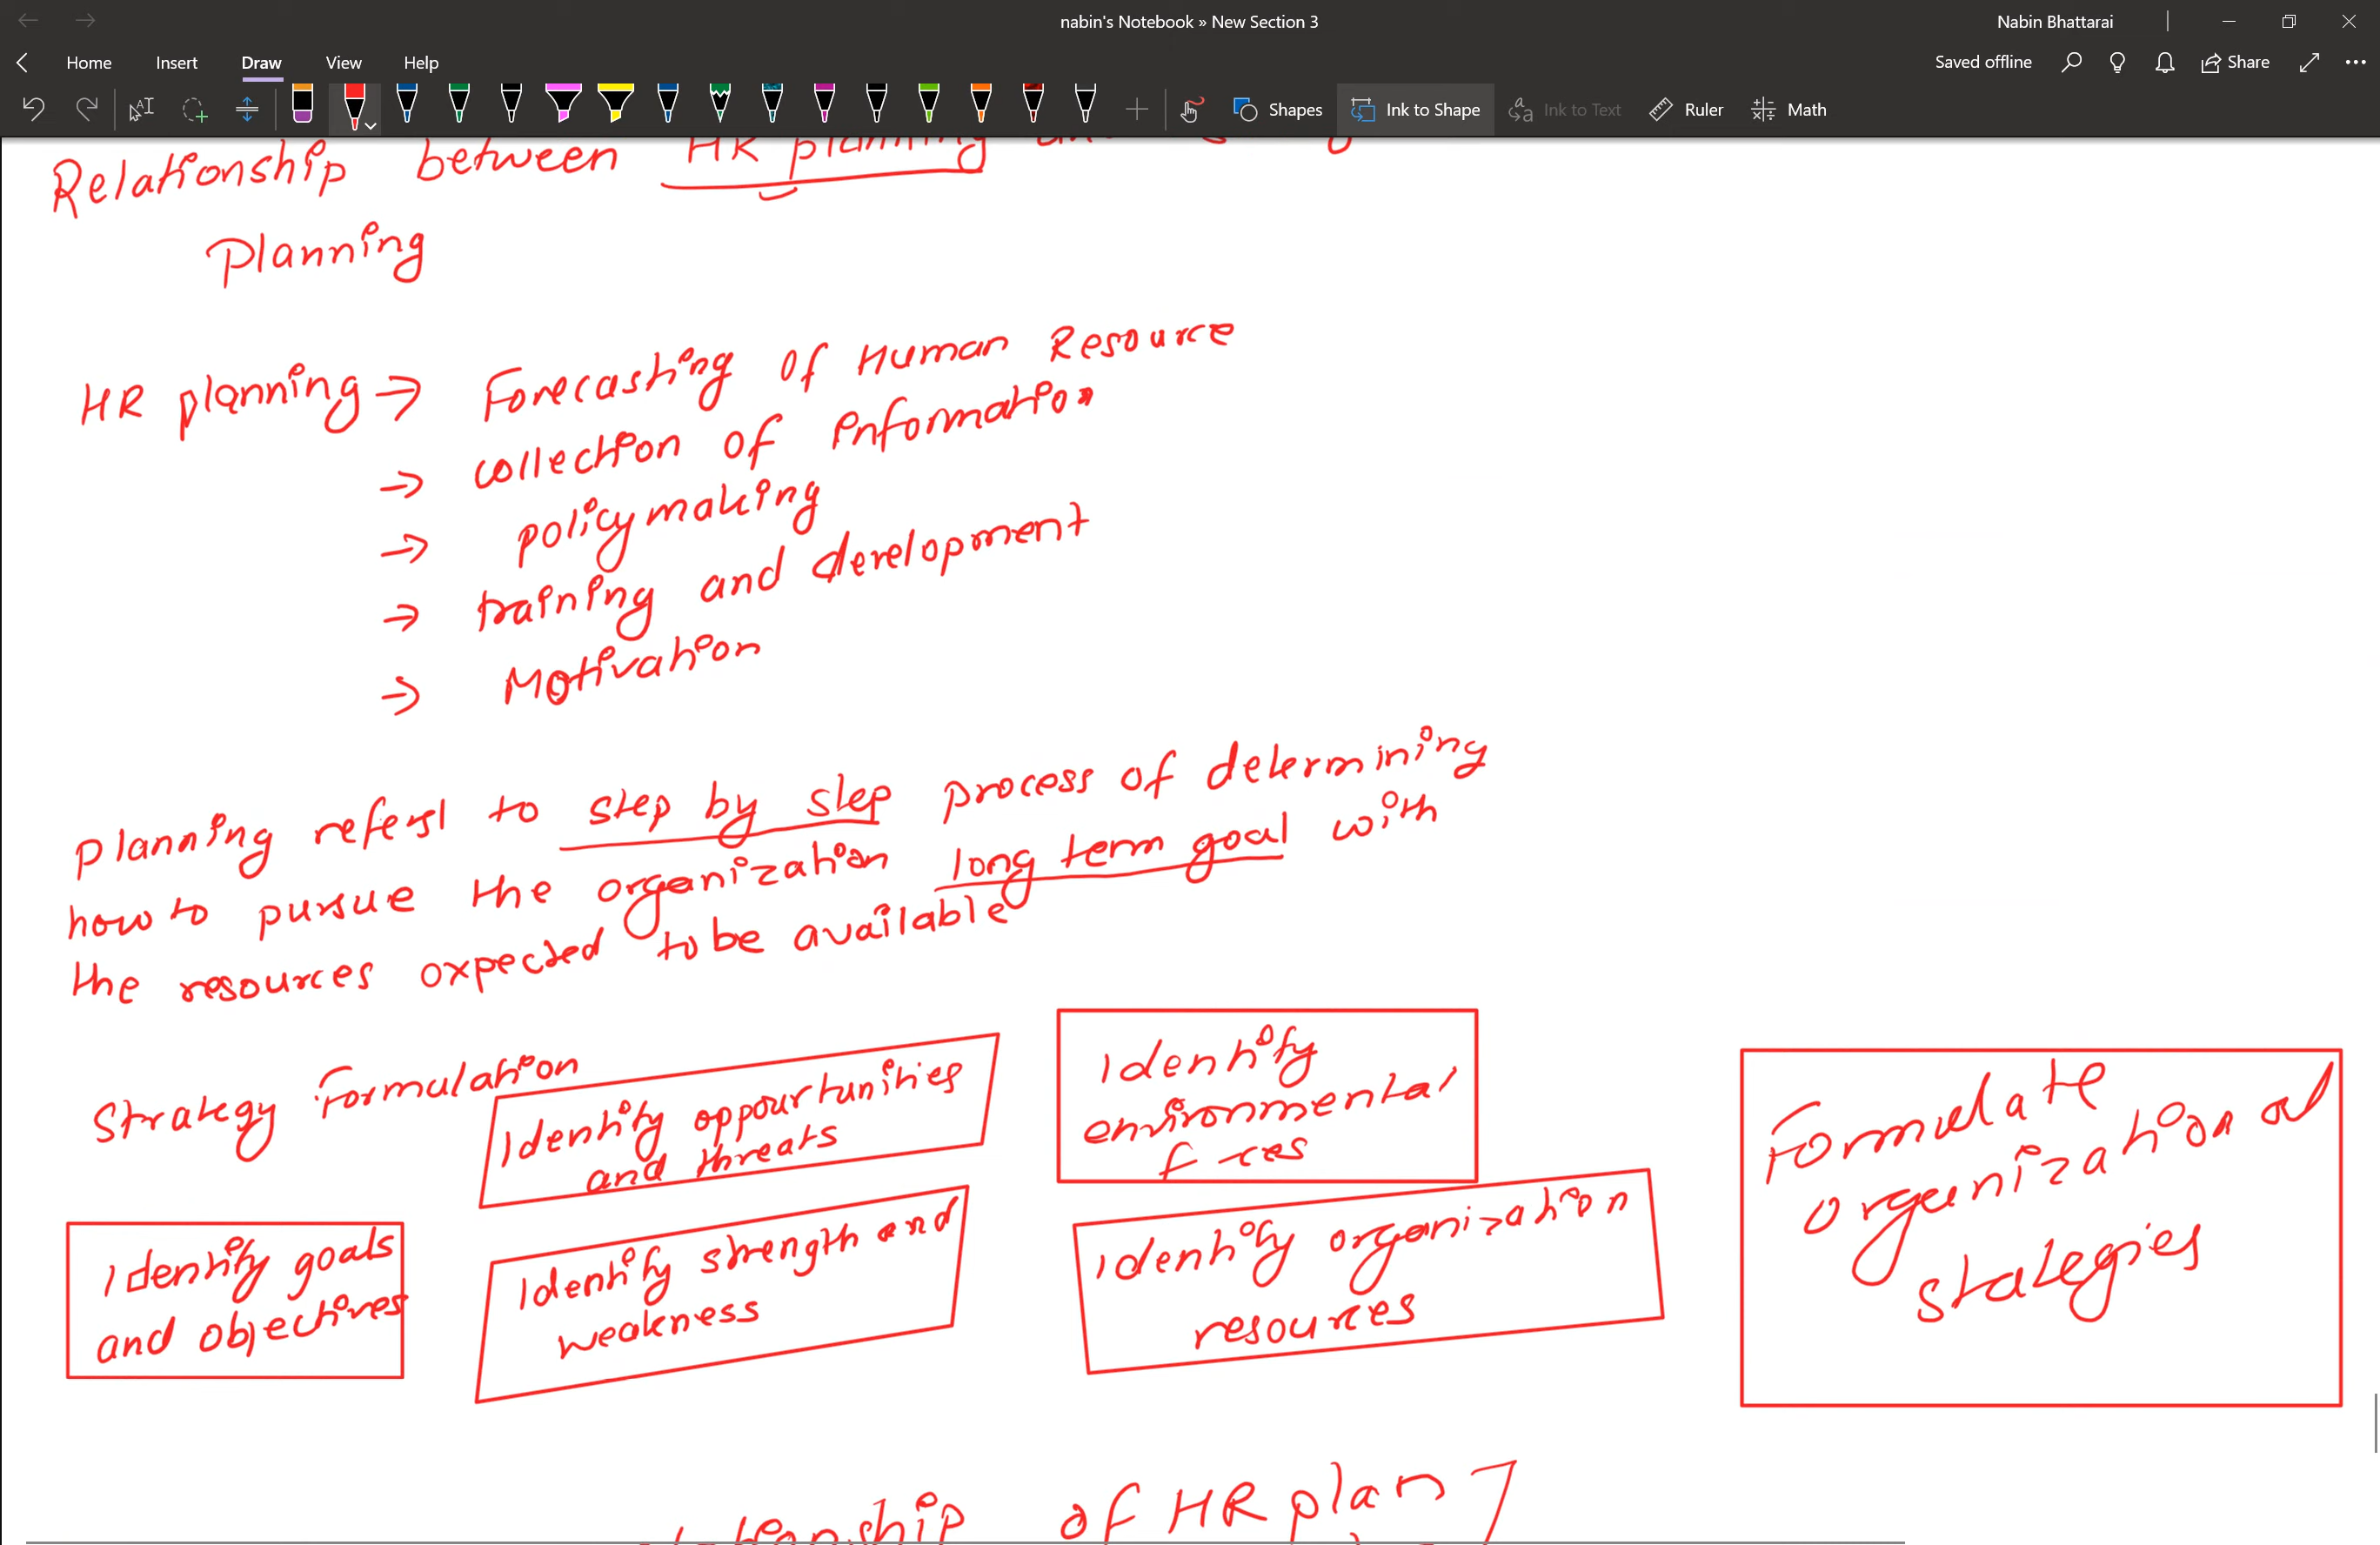 nabin's Notebook » New Section 3
Nabin Bhattarai
Home Insert Draw View Help
Saved offline
Share
Shapes
Ink to Shape
Ink to Text
Ruler
Math
Relationship between HR planning
Planning
HR planning → Forecasting of Human Resource
→ collection of information
→ policy making
→ training and development
→ Motivation
Planning refers to step by step process of determining
how to pursue the organization long term goal with
the resources expected to be available
Strategy Formulation
Identify oppourtunities
and threats
Identify
environmental
Formulate
organizational
Identify goals
and objectives
Identify strength and
weakness
Identify organization
resources
of HR plan